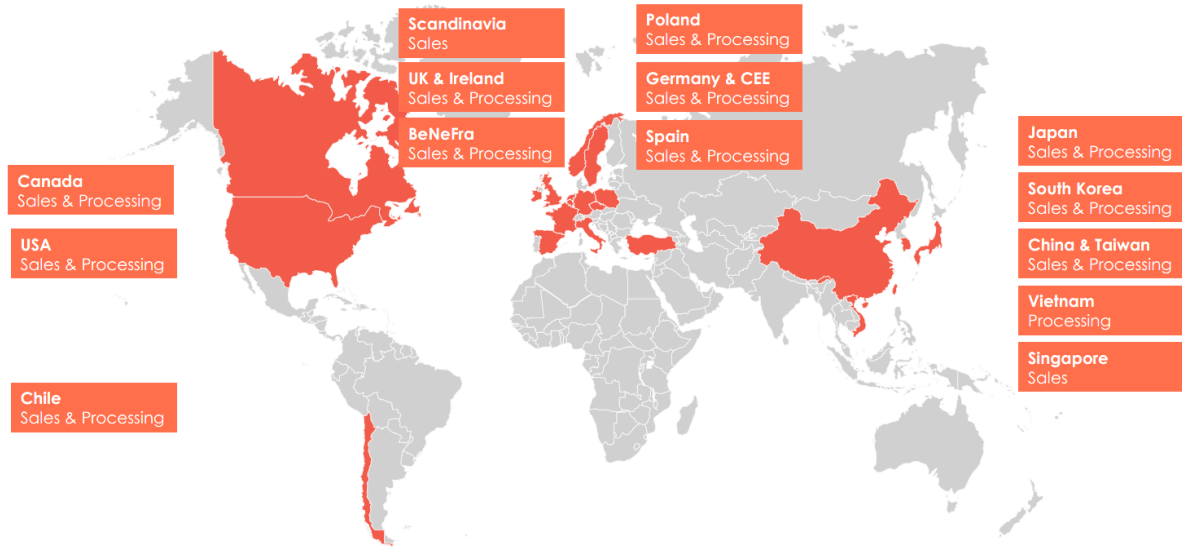 Scandinavia
Sales
UK & Ireland
Sales & Processing
BeNeFra
Sales & Processing
Poland
Sales & Processing
Germany & CEE
Sales & Processing
Spain
Sales & Processing
Canada
Sales & Processing
USA
Sales & Processing
Chile
Sales & Processing
Japan
Sales & Processing
South Korea
Sales & Processing
China & Taiwan
Sales & Processing
Vietnam
Processing
Singapore
Sales